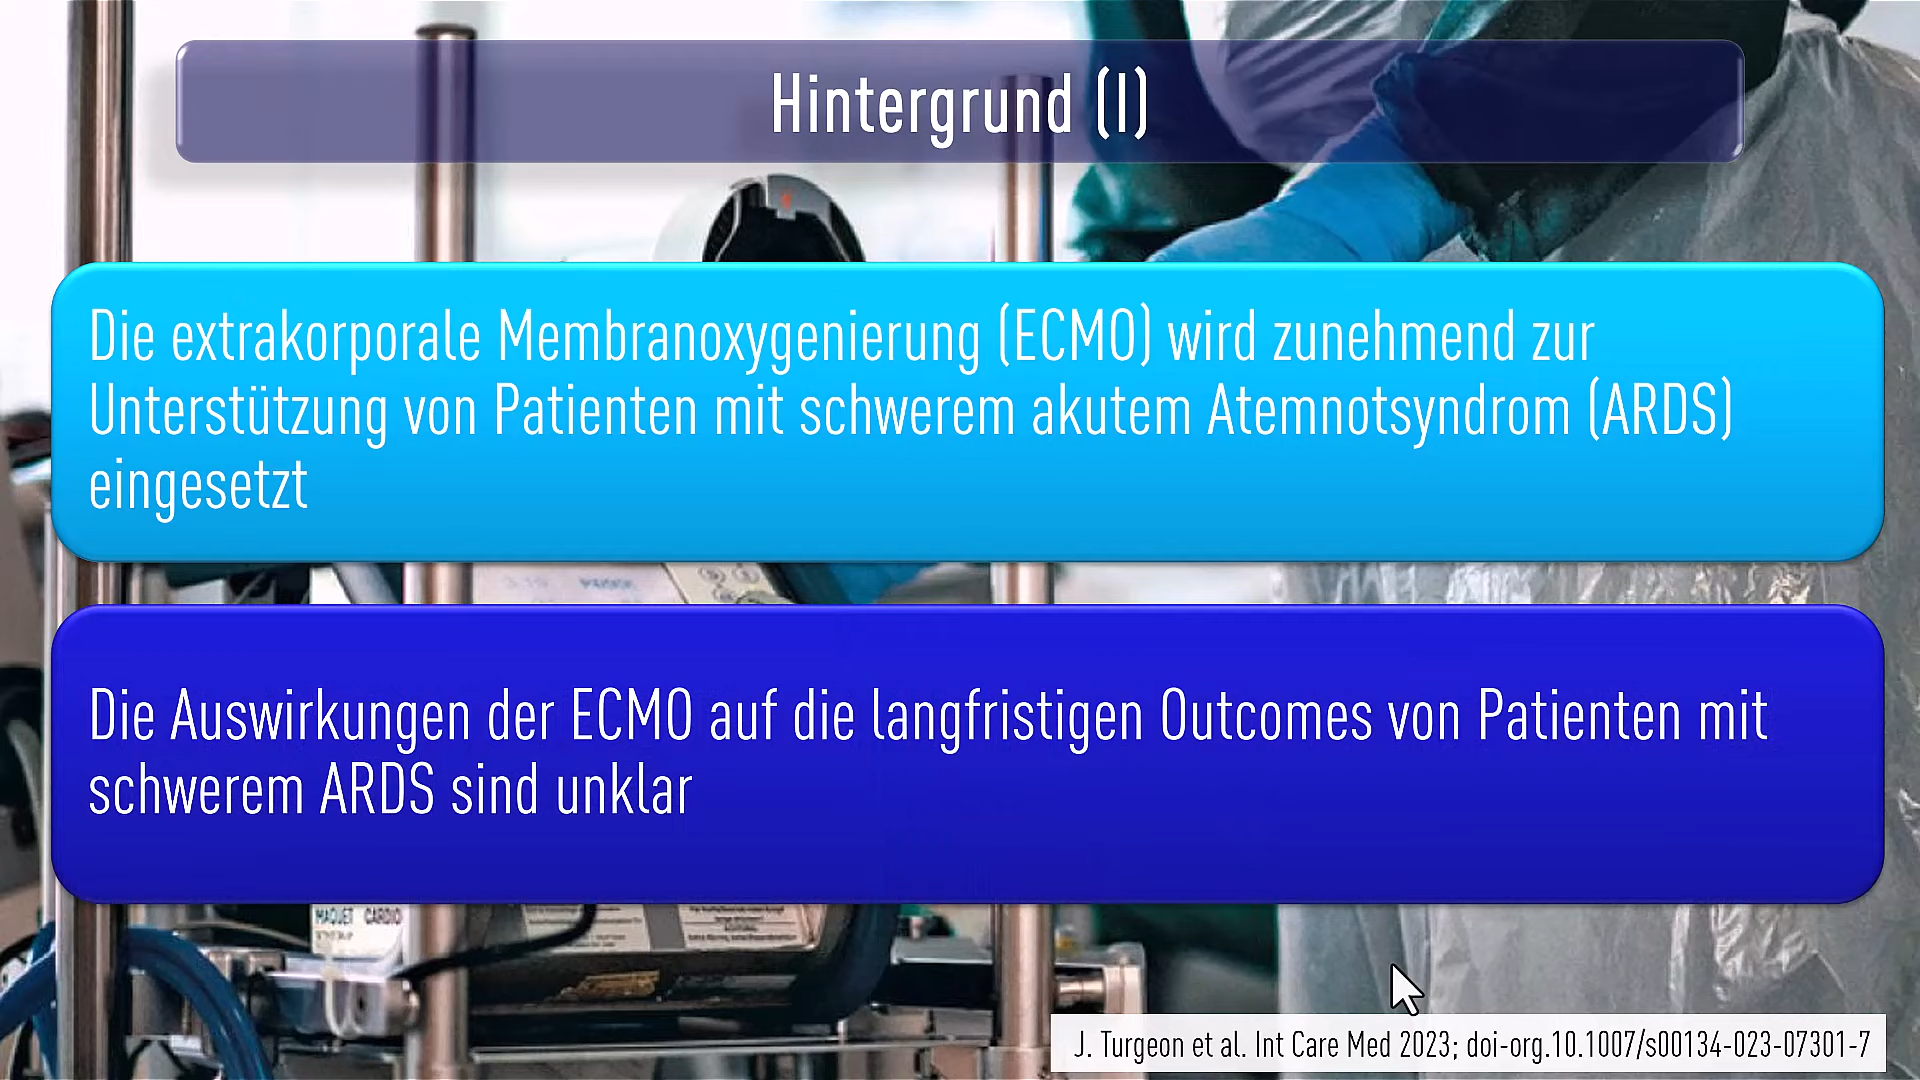 Hintergrund (I)
Die extrakorporale Membranoxygenierung (ECMO) wird zunehmend zur
Unterstützung von Patienten mit schwerem akutem Atemnotsyndrom (ARDS)
eingesetzt
Die Auswirkungen der ECMO auf die langfristigen Outcomes von Patienten mit
schwerem ARDS sind unklar
MAQUET CARDIO
J. Turgeon et al. Int Care Med 2023; doi-org.10.1007/s00134-023-07301-7